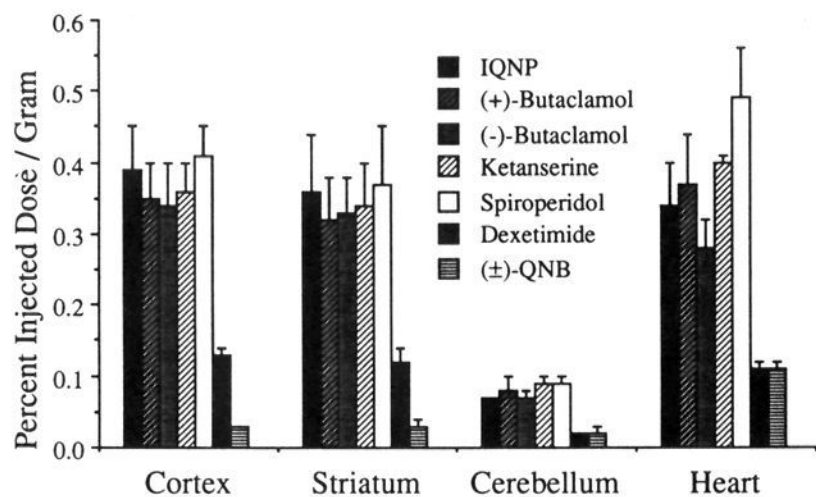 Percent Injected Dosè / Gram
0.6
0.5
0.4
0.3
0.2
0.1
0.0
IQNP
(+)-Butaclamol
(-)-Butaclamol
Ketanserine
Spiroperidol
Dexetimide
(±)-QNB
Cortex Striatum Cerebellum Heart